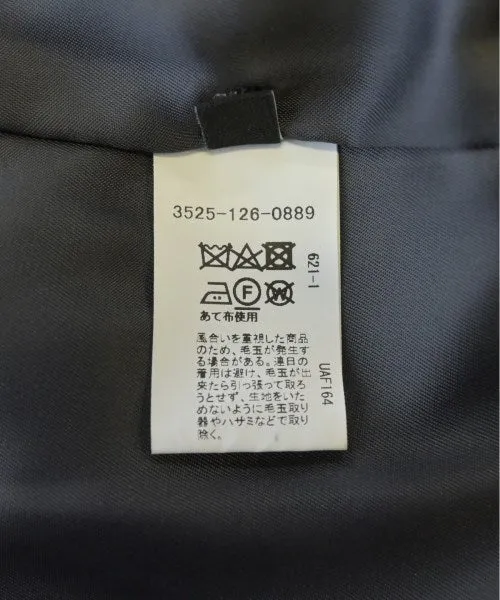 3525-126-0889
F W
あて布使用
風合いを重視した商品
のため、毛玉が発生す
る場合がある。連日の
着用は避け、毛玉が出
来たら引っ張って取ろ
うとせず、生地をいた
めないように毛玉取り
器やハサミなどで取り
除く。
621-1
UAF164